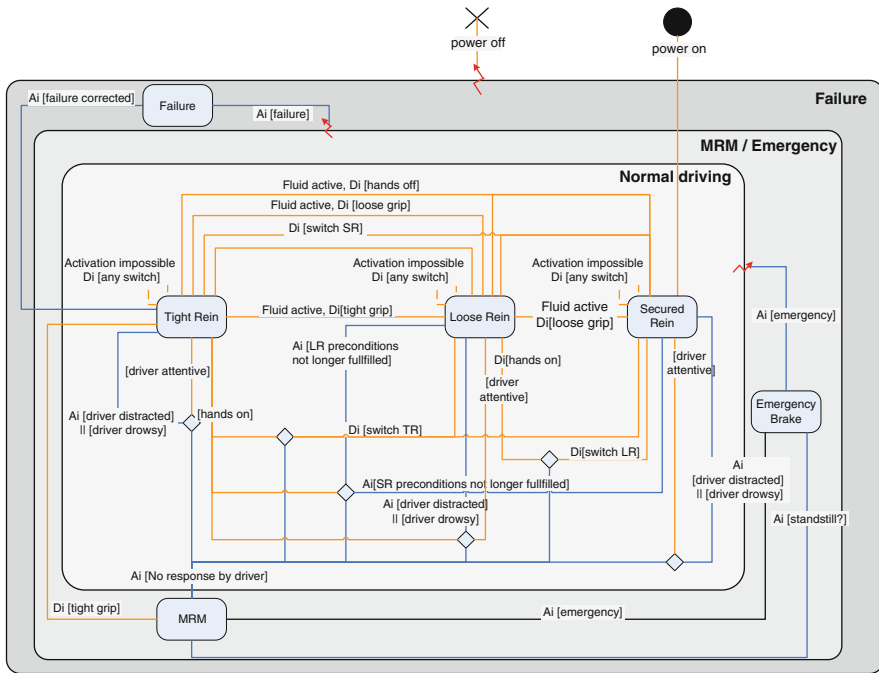 power off
power on
Failure
Ai [failure corrected]
Failure
Ai [failure]
MRM / Emergency
Normal driving
Fluid active, Di [hands off]
Fluid active, Di [loose grip]
Di [switch SR]
Activation impossible
Di [any switch]
Activation impossible
Di [any switch]
Activation impossible
Di [any switch]
Tight Rein
Fluid active, Di[tight grip]
Loose Rein
Fluid active
Di[loose grip]
Secured
Rein
Ai [emergency]
Ai [LR preconditions
not longer fullfilled]
Di[hands on]
[driver
attentive]
[driver
attentive]
[driver attentive]
Ai [driver distracted]
|| [driver drowsy]
[hands on]
Emergency
Brake
Di [switch TR]
Di[switch LR]
Ai[SR preconditions not longer fullfilled]
Ai [driver distracted]
|| [driver drowsy]
Ai
[driver distracted]
|| [driver drowsy]
Ai [standstill?]
Ai [No response by driver]
Di [tight grip]
MRM
Ai [emergency]